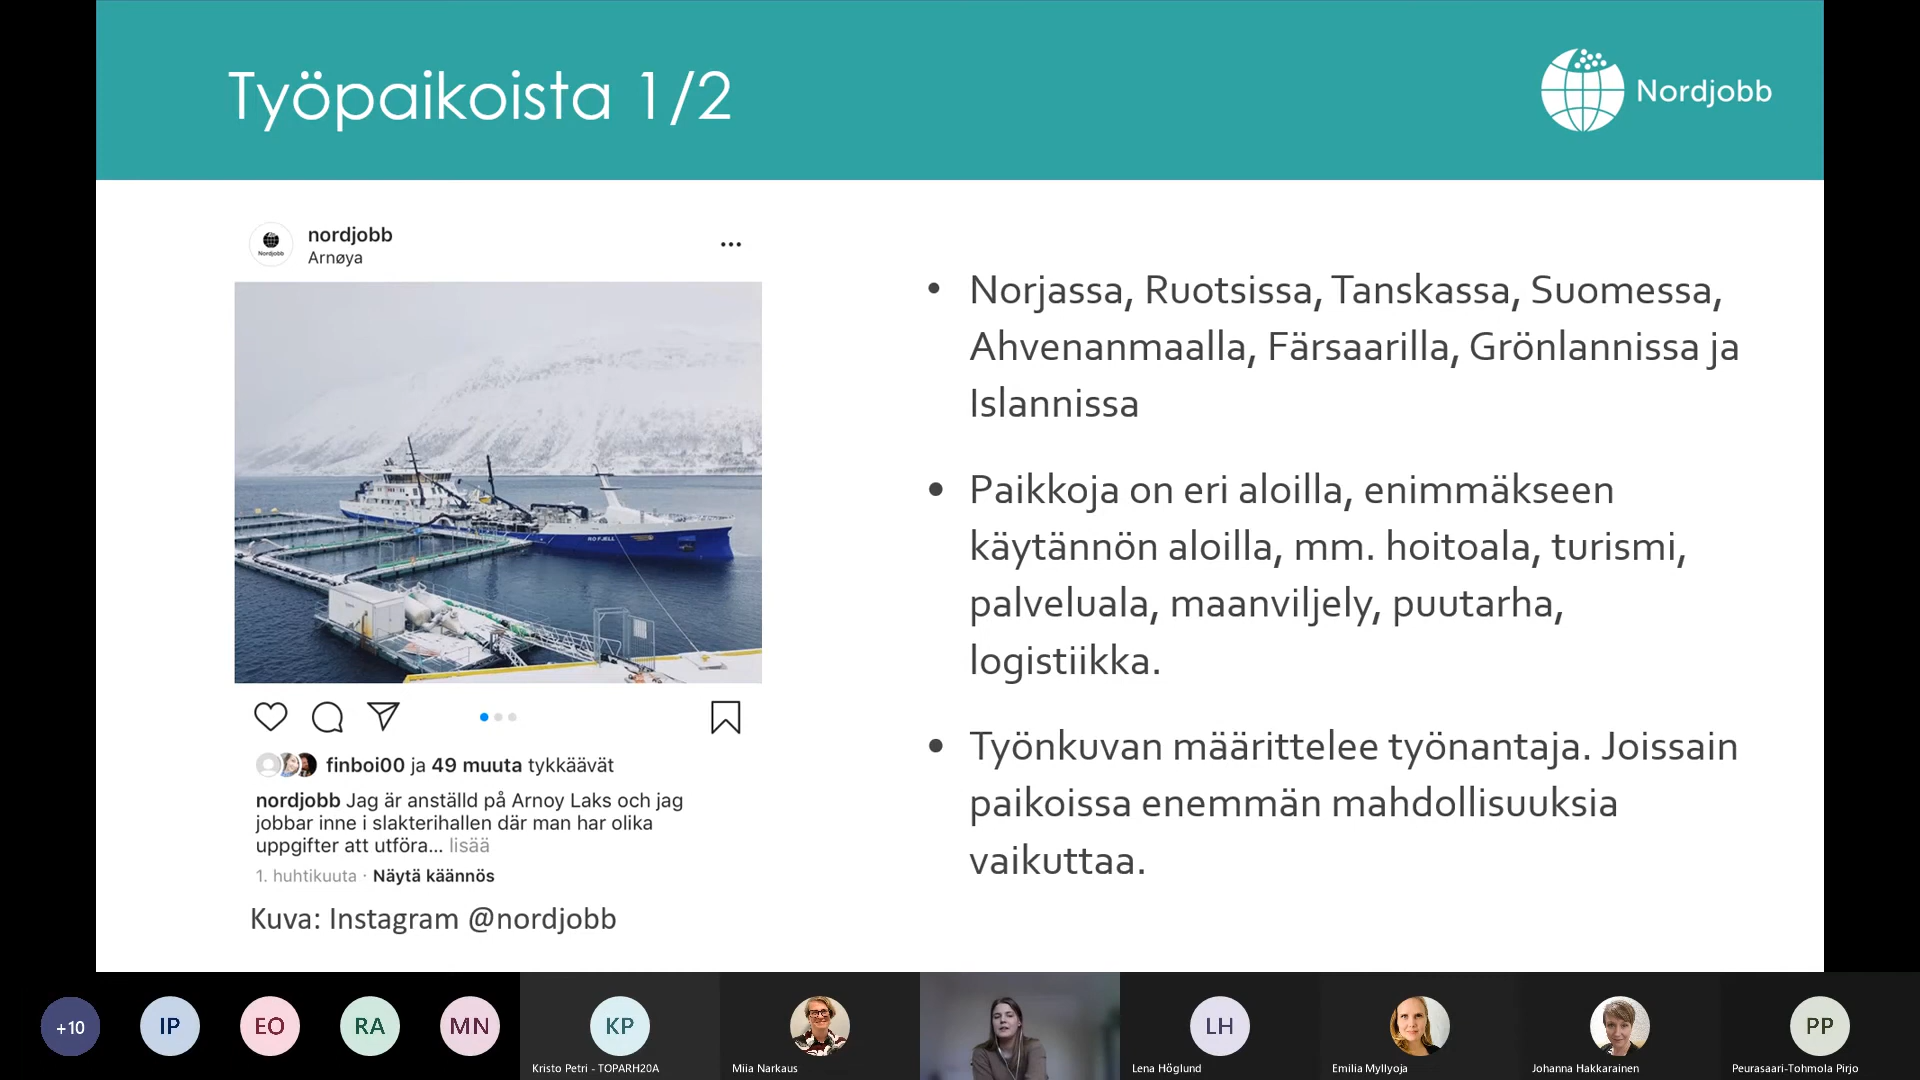 Työpaikoista 1/2
Nordjobb
nordjobb
Arnøya
Nordjobb
RO FJELL
finboi00 ja 49 muuta tykkäävät
nordjobb Jag är anställd på Arnoy Laks och jag
jobbar inne i slakterihallen där man har olika
uppgifter att utföra... lisää
1. huhtikuuta · Näytä käännös
Kuva: Instagram @nordjobb
• Norjassa, Ruotsissa, Tanskassa, Suomessa,
Ahvenanmaalla, Färsaarilla, Grönlannissa ja
Islannissa
• Paikkoja on eri aloilla, enimmäkseen
käytännön aloilla, mm. hoitoala, turismi,
palveluala, maanviljely, puutarha,
logistiikka.
• Työnkuvan määrittelee työnantaja. Joissain
paikoissa enemmän mahdollisuuksia
vaikuttaa.
+10
IP
EO
RA
MN
KP
Kristo Petri - TOPARH20A
Miia Narkaus
LH
Lena Höglund
Emilia Myllyoja
Johanna Hakkarainen
PP
Peurasaari-Tohmola Pirjo